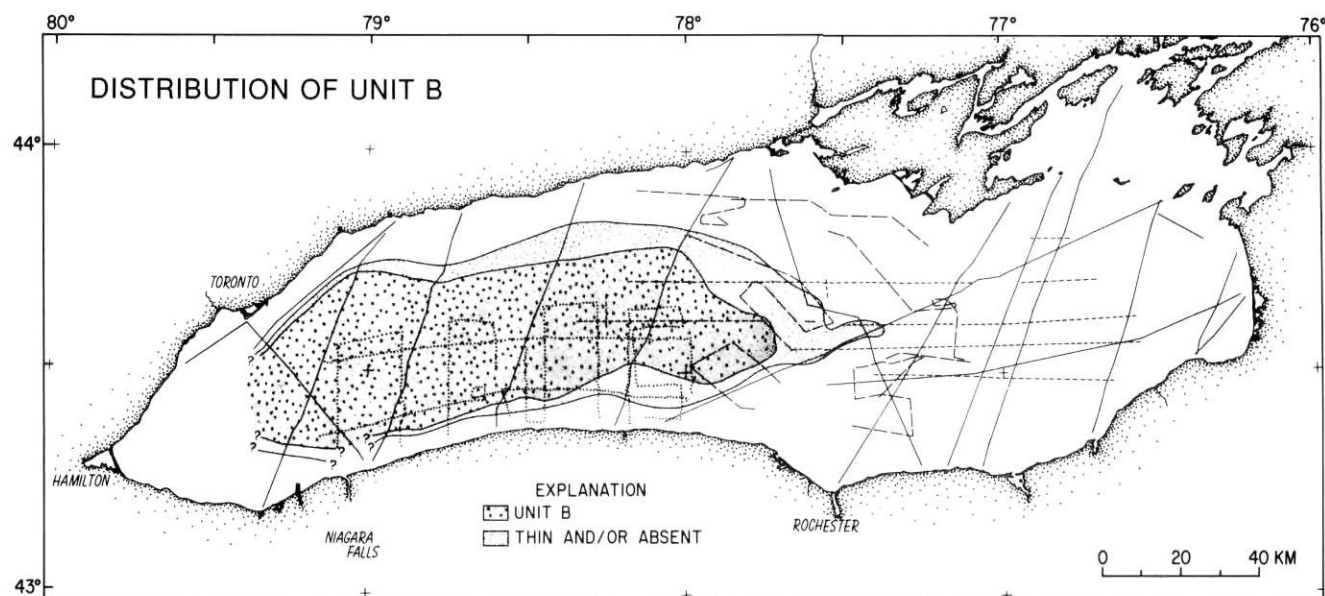 80° 79° 78° 77° 76°
DISTRIBUTION OF UNIT B
44°
TORONTO
?
? ? ?
? ?
HAMILTON
EXPLANATION
UNIT B
ROCHESTER
NIAGARA
FALLS
THIN AND/OR ABSENT
0 20 40 KM
43°